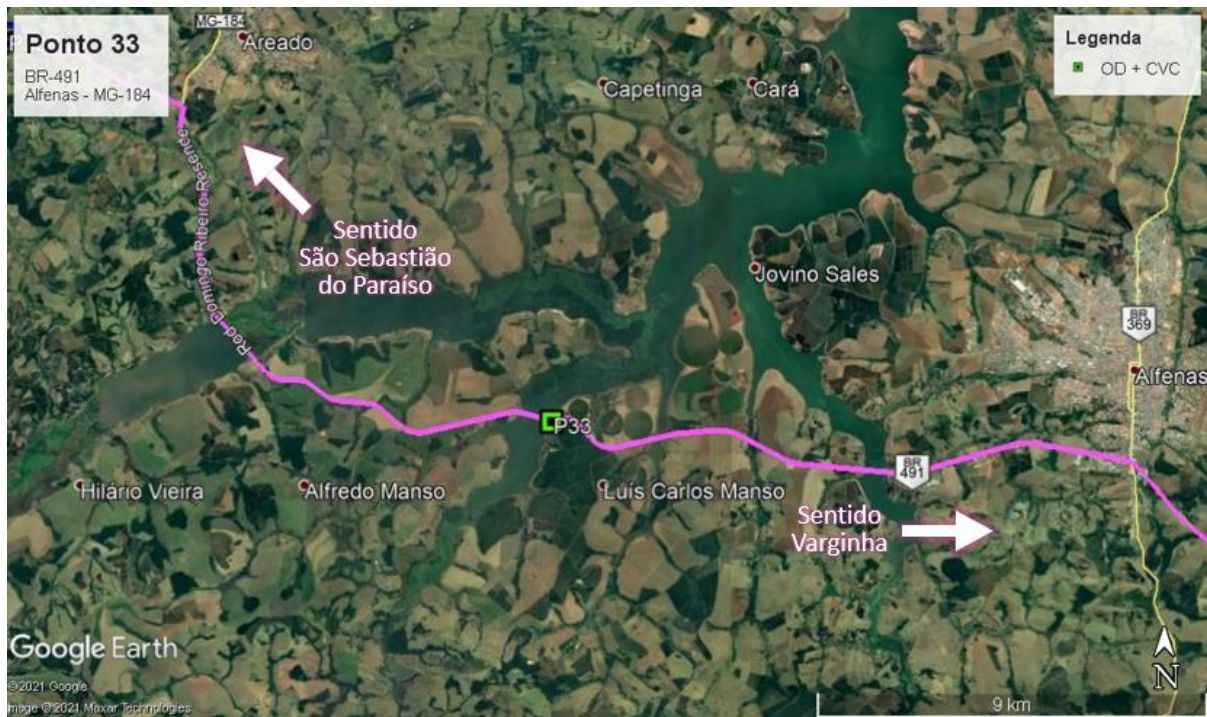 Ponto 33
BR-491
Alfenas - MG-184
MG-184
Areado
Capetinga
Cará
Legenda
OD + CVC
Rod Domingo Ribeiro Resende
Sentido
São Sebastião
do Paraíso
Jovino Sales
BR
369
Alfenas
P33
Hilário Vieira
Alfredo Manso
Luís Carlos Manso
BR
491
Sentido
Varginha
Google Earth
©2021 Google
Image ©2021 Maxar Technologies
N
9 km